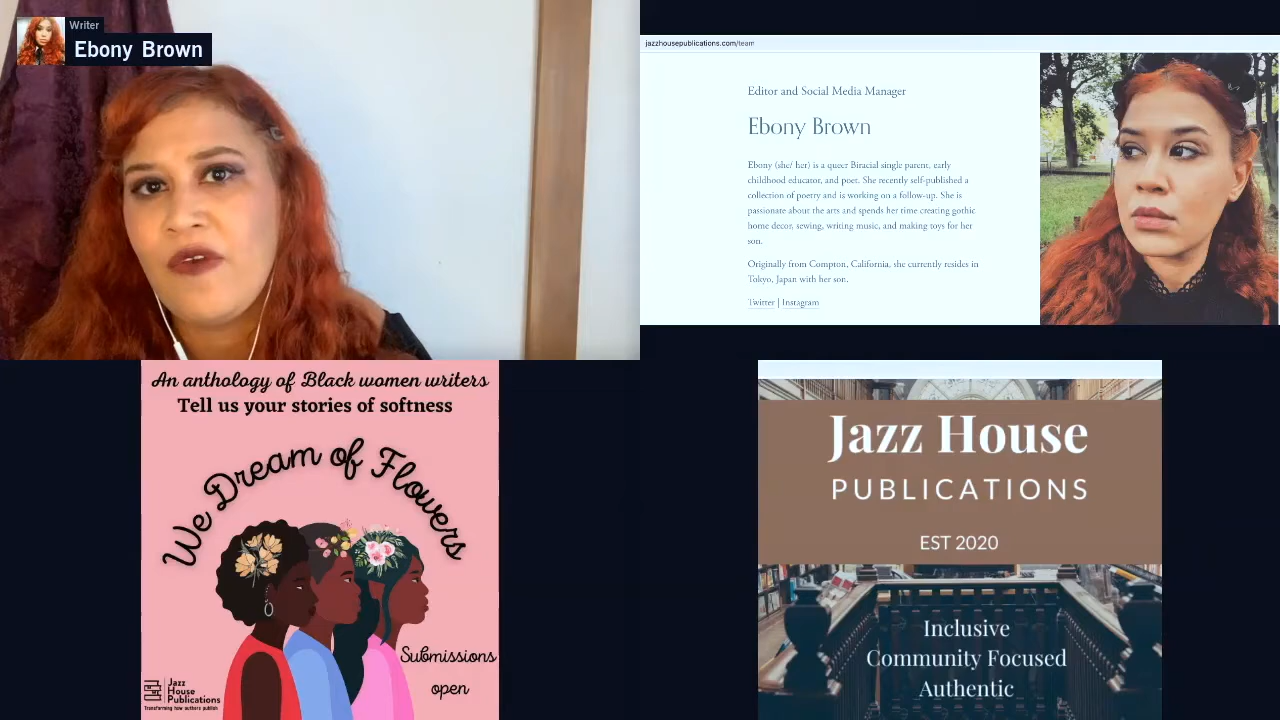 Writer
Ebony Brown
jazzhousepublications.com/team
Editor and Social Media Manager
Ebony Brown
Ebony (she/ her) is a queer Biracial single parent, early
childhood educator, and poet. She recently self-published a
collection of poetry and is working on a follow-up. She is
passionate about the arts and spends her time creating gothic
home decor, sewing, writing music, and making toys for her
son.
Originally from Compton, California, she currently resides in
Tokyo, Japan with her son.
Twitter | Instagram
An anthology of Black women writers
Tell us your stories of softness
We Dream of Flowers
Submissions
open
Jazz
House
Publications
Transforming how authors publish
Jazz House
PUBLICATIONS
EST 2020
Inclusive
Community Focused
Authentic